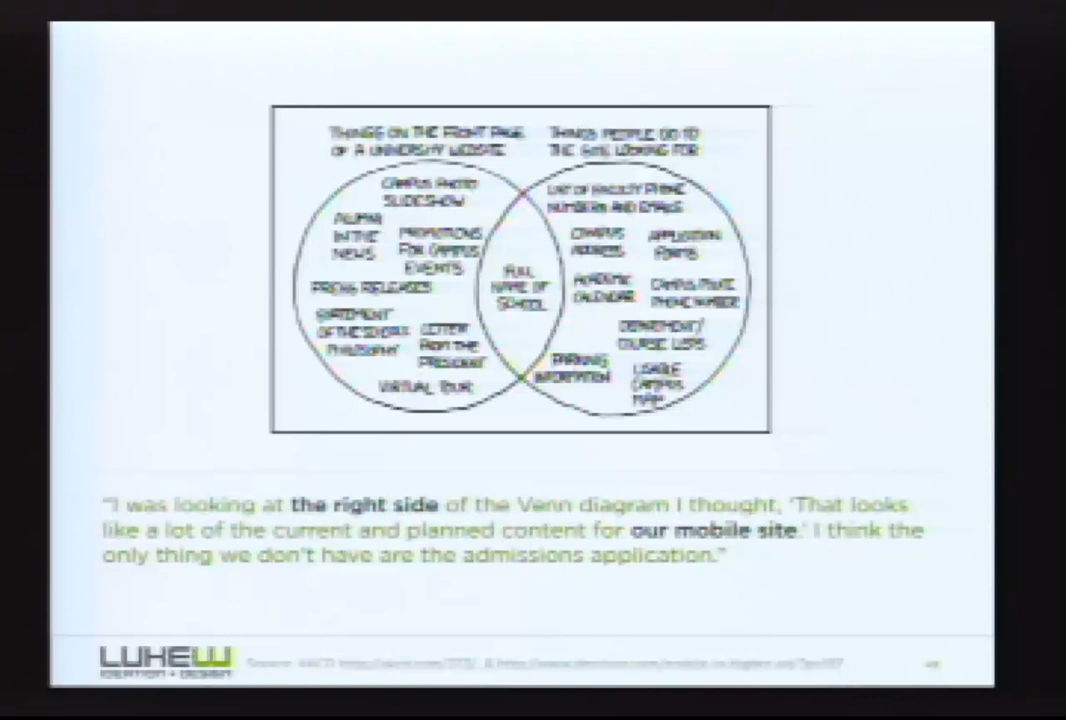 THINGS ON THE FRONT PAGE
OF A UNIVERSITY WEBSITE
THINGS PEOPLE GO TO
THE SITE LOOKING FOR
CAMPUS PHOTO
SLIDESHOW
ALUMNI
IN THE
NEWS
PROMOTIONS
FOR CAMPUS
EVENTS
PRESS RELEASES
STATEMENT
OF THE SCHOOL'S
PHILOSOPHY
LETTER
FROM THE
PRESIDENT
VIRTUAL TOUR
FULL
NAME OF
SCHOOL
LIST OF FACULTY PHONE
NUMBERS AND EMAILS
CAMPUS
ADDRESS
APPLICATION
FORMS
ACADEMIC
CALENDAR
CAMPUS POLICE
PHONE NUMBER
DEPARTMENT/
COURSE LISTS
PARKING
INFORMATION
USABLE
CAMPUS
MAP
"I was looking at the right side of the Venn diagram I thought, 'That looks
like a lot of the current and planned content for our mobile site.' I think the
only thing we don't have are the admissions application."
LUKEW
IDEATION + DESIGN
Source: XKCD